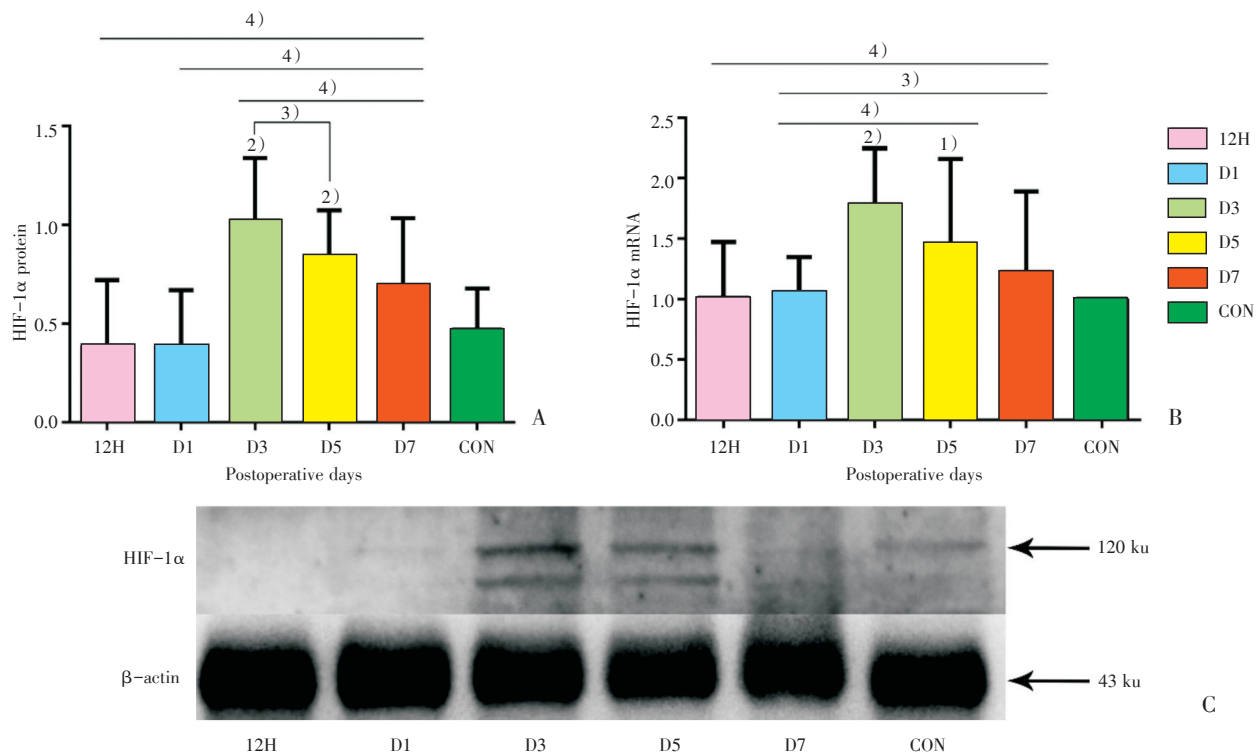 4)
4)
4)
3)
2)
2)
1.5
1.0
0.5
0.0
HIF-1α protein
12H D1 D3 D5 D7 CON
Postoperative days
A
4)
3)
4)
2)
1)
2.5
2.0
1.5
1.0
0.5
0.0
HIF-1α mRNA
12H D1 D3 D5 D7 CON
Postoperative days
B
12H
D1
D3
D5
D7
CON
HIF-1α
120 ku
β-actin
43 ku
C
12H D1 D3 D5 D7 CON